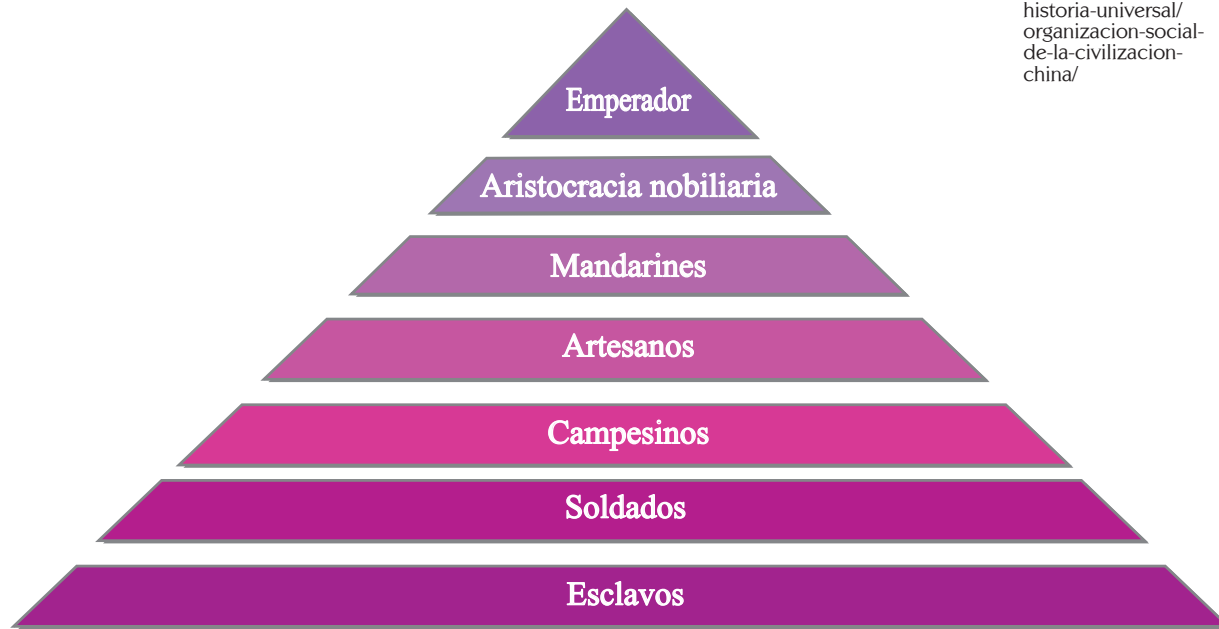 historia-universal/
organizacion-social-
de-la-civilizacion-
china/
Emperador
Aristocracia nobiliaria
Mandarines
Artesanos
Campesinos
Soldados
Esclavos